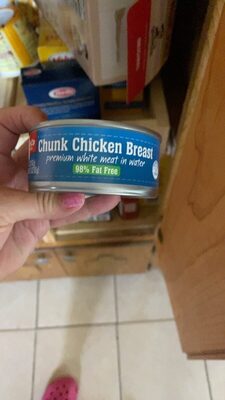 Chunk Chicken Breast
premium white meat in water
98% Fat Free